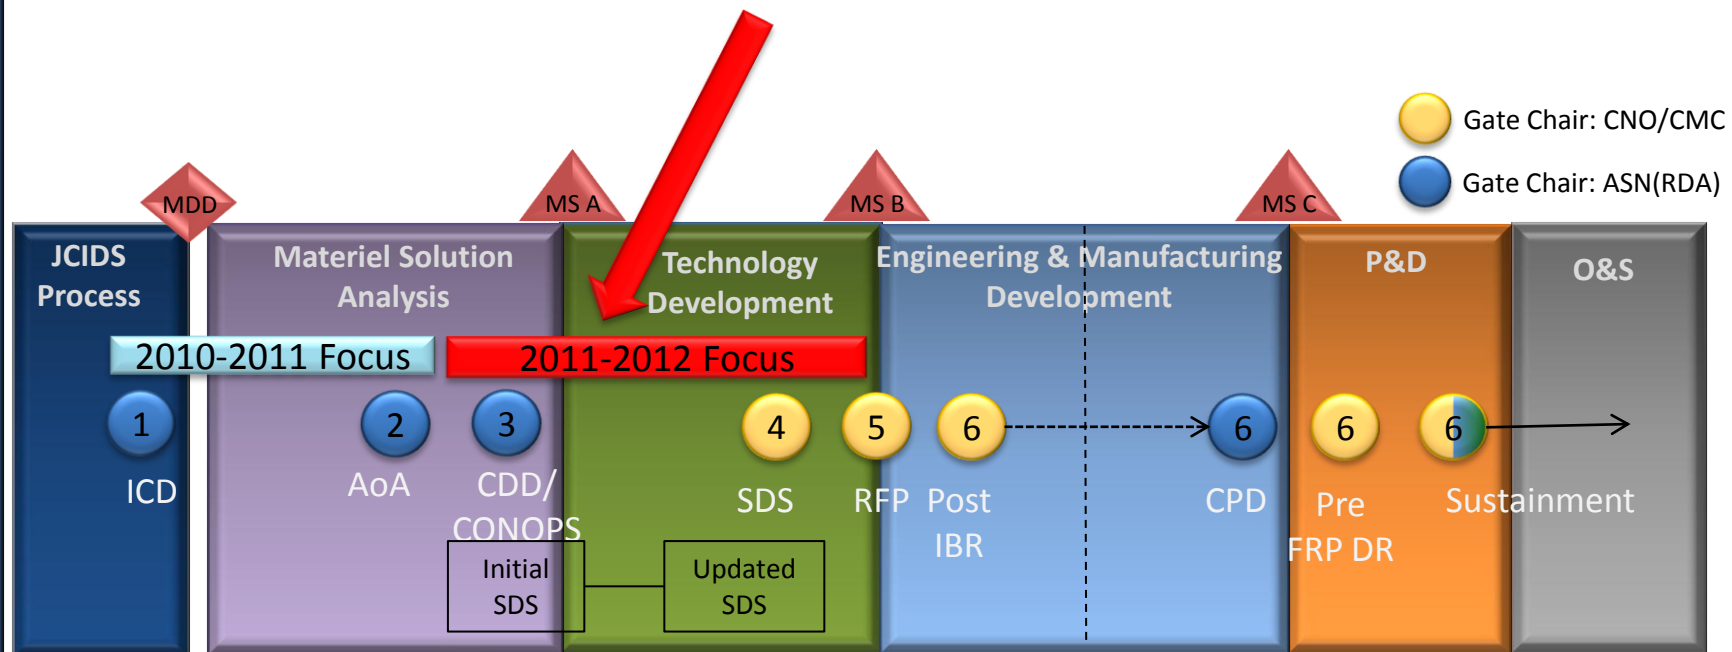 Gate Chair: CNO/CMC
Gate Chair: ASN(RDA)
MDD
MS A
MS B
MS C
JCIDS
Process
Materiel Solution
Analysis
Technology
Development
Engineering & Manufacturing
Development
P&D
O&S
2010-2011 Focus
2011-2012 Focus
1
2
3
4
5
6
6
6
6
ICD
AoA
CDD/
CONOPS
SDS
RFP
Post
IBR
CPD
Pre
FRP DR
Sustainment
Initial
SDS
Updated
SDS